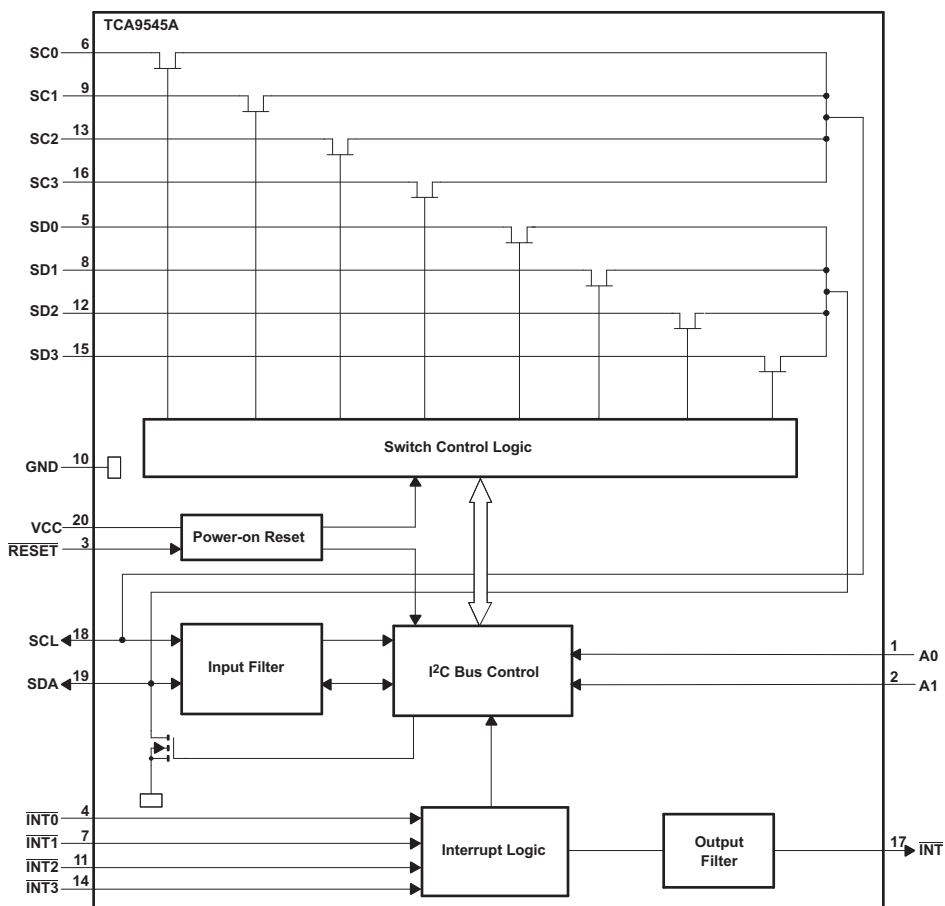 TCA9545A
SC0 6
SC1 9
SC2 13
SC3 16
SD0 5
SD1 8
SD2 12
SD3 15
Switch Control Logic
GND 10
VCC 20
RESET 3
Power-on Reset
SCL 18
SDA 19
Input Filter
I²C Bus Control
1 A0
2 A1
INT0 4
INT1 7
INT2 11
INT3 14
Interrupt Logic
Output
Filter
17 INT